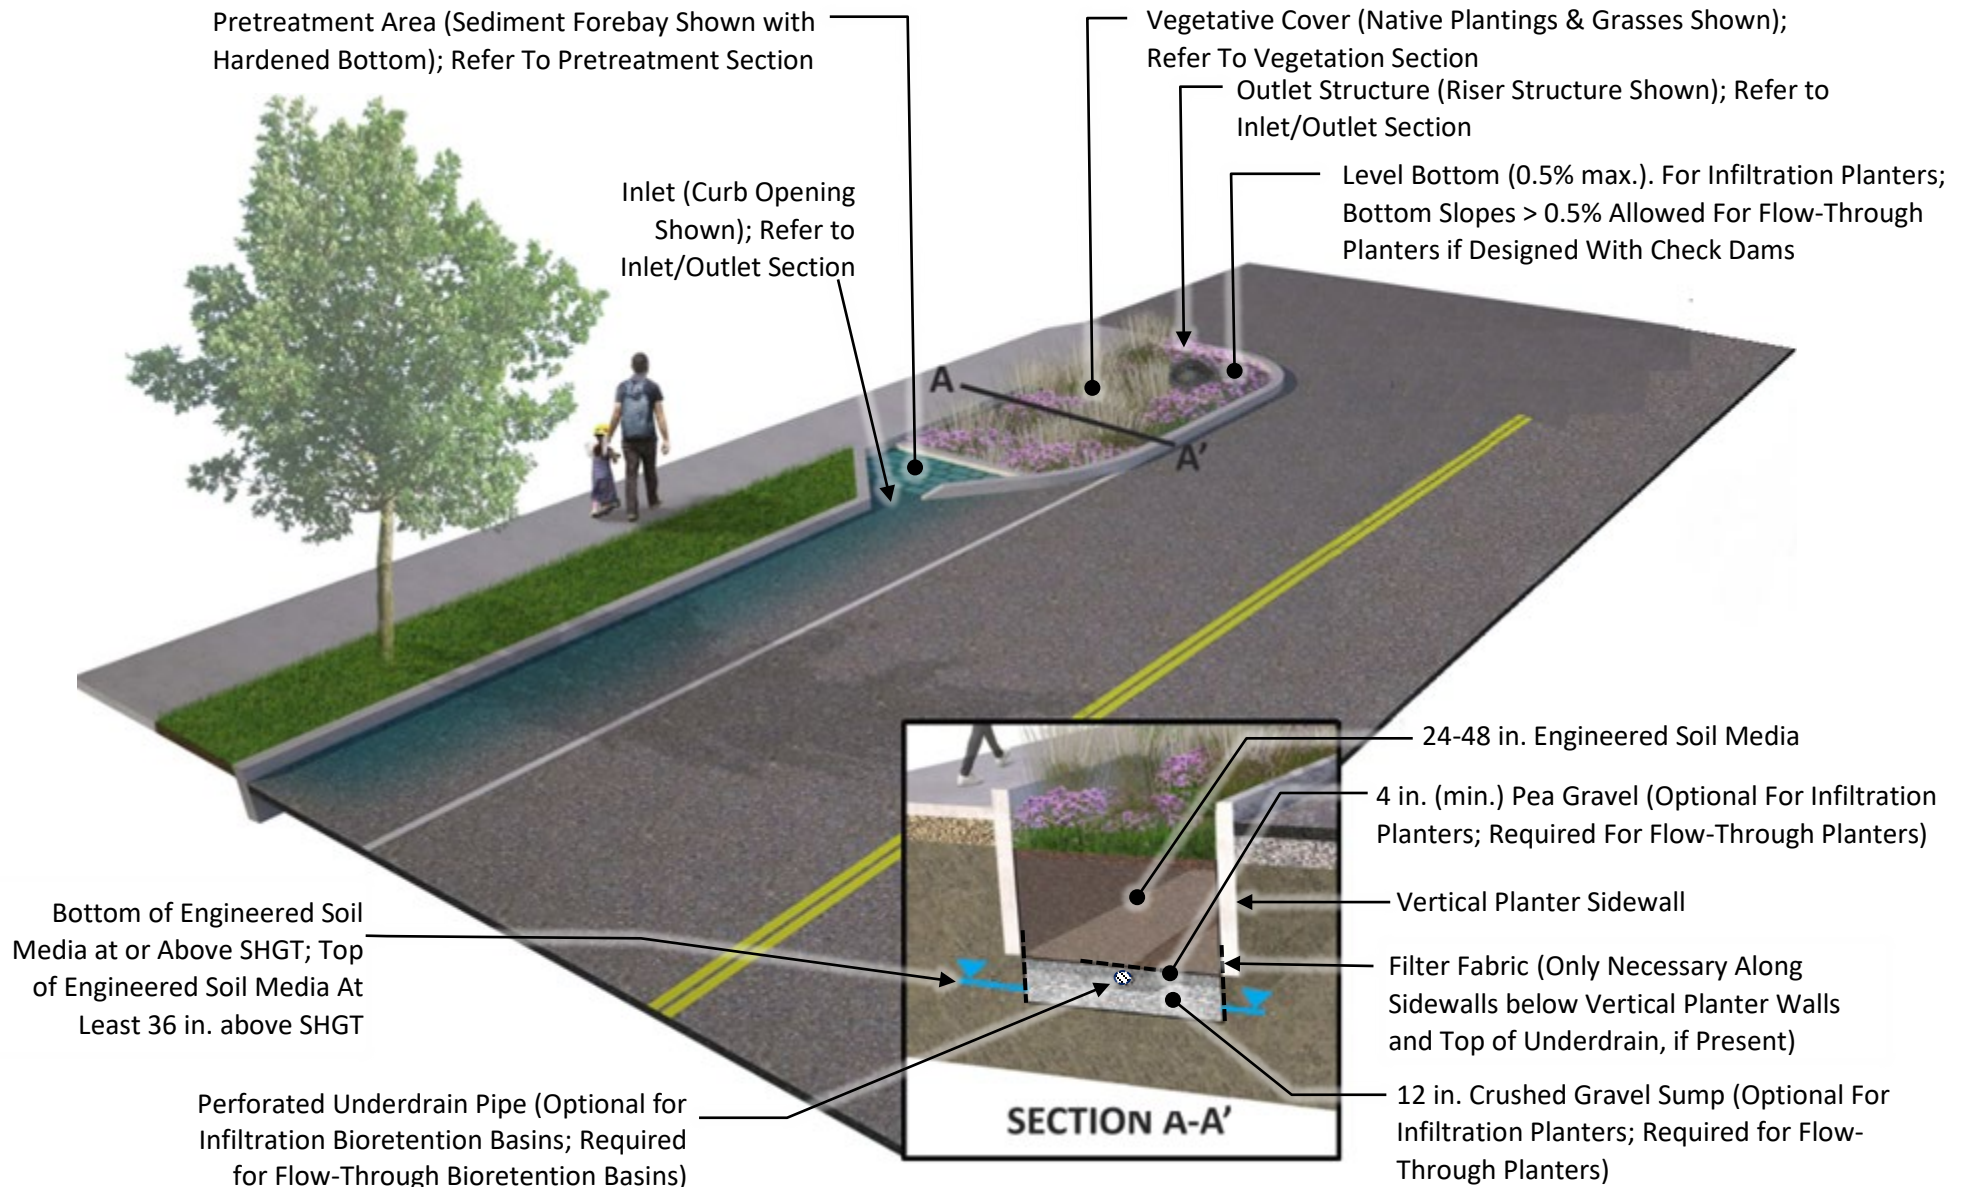 Pretreatment Area (Sediment Forebay Shown with
Hardened Bottom); Refer To Pretreatment Section
Vegetative Cover (Native Plantings & Grasses Shown);
Refer To Vegetation Section
Outlet Structure (Riser Structure Shown); Refer to
Inlet/Outlet Section
Inlet (Curb Opening
Shown); Refer to
Inlet/Outlet Section
Level Bottom (0.5% max.). For Infiltration Planters;
Bottom Slopes > 0.5% Allowed For Flow-Through
Planters if Designed With Check Dams
A
A’
24-48 in. Engineered Soil Media
4 in. (min.) Pea Gravel (Optional For Infiltration
Planters; Required For Flow-Through Planters)
Vertical Planter Sidewall
Bottom of Engineered Soil
Media at or Above SHGT; Top
of Engineered Soil Media At
Least 36 in. above SHGT
Filter Fabric (Only Necessary Along
Sidewalls below Vertical Planter Walls
and Top of Underdrain, if Present)
Perforated Underdrain Pipe (Optional for
Infiltration Bioretention Basins; Required
for Flow-Through Bioretention Basins)
12 in. Crushed Gravel Sump (Optional For
Infiltration Planters; Required for Flow-
Through Planters)
SECTION A-A’